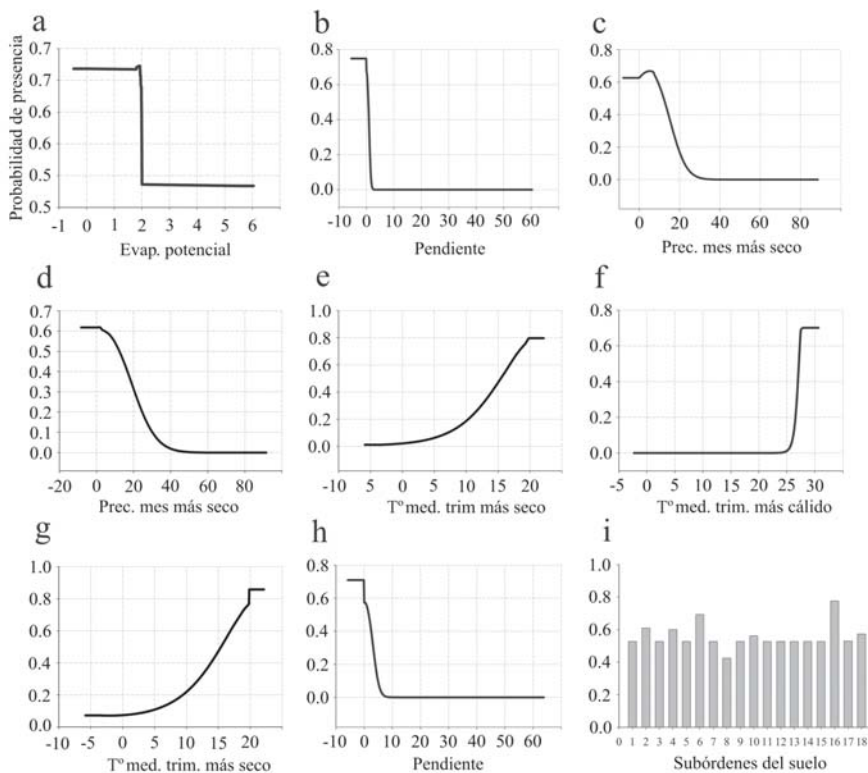 a
0.7
0.7
0.6
0.6
0.5
0.5
-1 0 1 2 3 4 5 6
Evap. potencial
Probabilidad de presencia
b
0.8
0.6
0.4
0.2
0.0
-10 0 10 20 30 40 50 60
Pendiente
c
0.8
0.6
0.4
0.2
0.0
0 20 40 60 80
Prec. mes más seco
d
0.7
0.6
0.5
0.4
0.3
0.2
0.1
0.0
-20 0 20 40 60 80
Prec. mes más seco
e
1.0
0.8
0.6
0.4
0.2
0.0
-10 5 0 5 10 15 20 25
Tº med. trim más seco
f
0.8
0.6
0.4
0.2
0.0
-5 0 5 10 15 20 25 30
Tº med. trim. más cálido
g
1.0
0.8
0.6
0.4
0.2
0.0
-10 -5 0 5 10 15 20
Tº med. trim. más seco
h
0.8
0.6
0.4
0.2
0.0
-10 0 10 20 30 40 50 60
Pendiente
i
1.0
0.8
0.6
0.4
0.2
0.0
0 1 2 3 4 5 6 7 8 9 10 11 12 13 14 15 16 17 18
Subórdenes del suelo